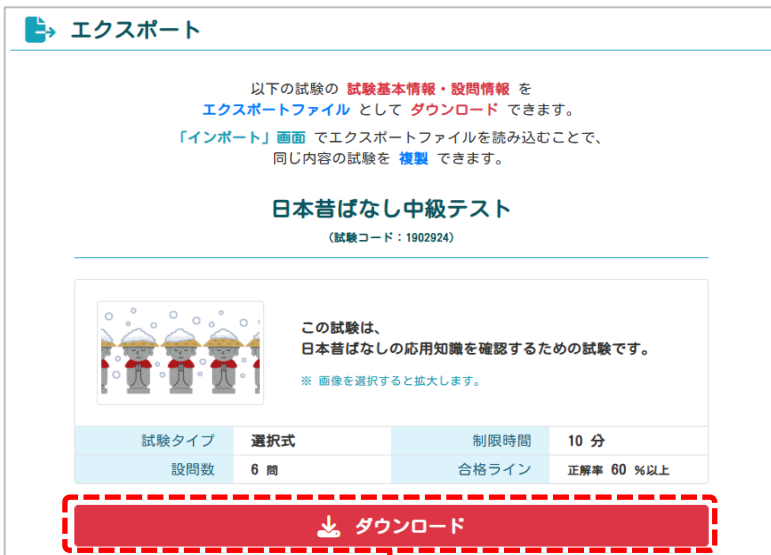 エクスポート
以下の試験の 試験基本情報・設問情報 を
エクスポートファイル として ダウンロード できます。
「インポート」画面 でエクスポートファイルを読み込むことで、
同じ内容の試験を 複製 できます。
日本昔ばなし中級テスト
(試験コード：1902924)
この試験は、
日本昔ばなしの応用知識を確認するための試験です。
※ 画像を選択すると拡大します。
試験タイプ 選択式 制限時間 10 分
設問数 6 問 合格ライン 正解率 60 %以上
ダウンロード